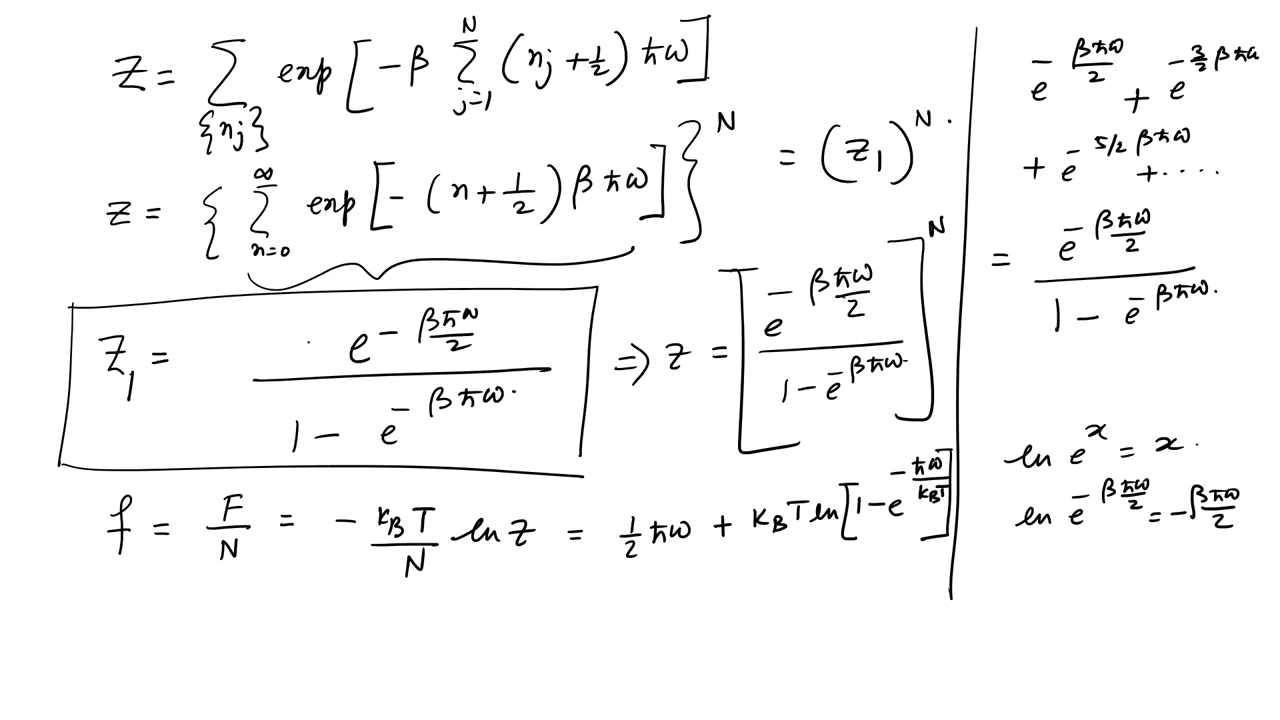 Z = ∑_{n_j} exp[-β ∑_{j=1}^{N} (n_j + 1/2) ħω]
z = { ∑_{n=0}^{∞} exp[-(n + 1/2) β ħω] }^N = (z_1)^N.
Z_1 = e^{-βħω/2} / (1 - e^{-βħω.}) ⇒ z = [e^{-βħω/2} / (1 - e^{-βħω.})]^N
f = F/N = - (k_B T / N) ln z = 1/2 ħω + k_B T ln[1 - e^{-ħω/k_B T}]
e^{-βħω/2} + e^{-3/2 βħω}
+ e^{-5/2 βħω} + ....
= e^{-βħω/2} / (1 - e^{-βħω.})
ln e^x = x.
ln e^{-βħω/2} = -βħω/2